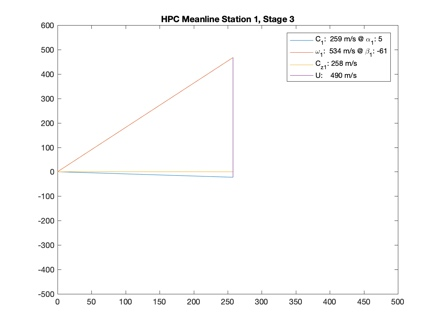 HPC Meanline Station 1, Stage 3
C₁: 259 m/s @ α₁: 5
ω₁: 534 m/s @ β₁: -61
C_z1: 258 m/s
U: 490 m/s
600
500
400
300
200
100
0
-100
-200
-300
-400
-500
0 50 100 150 200 250 300 350 400 450 500